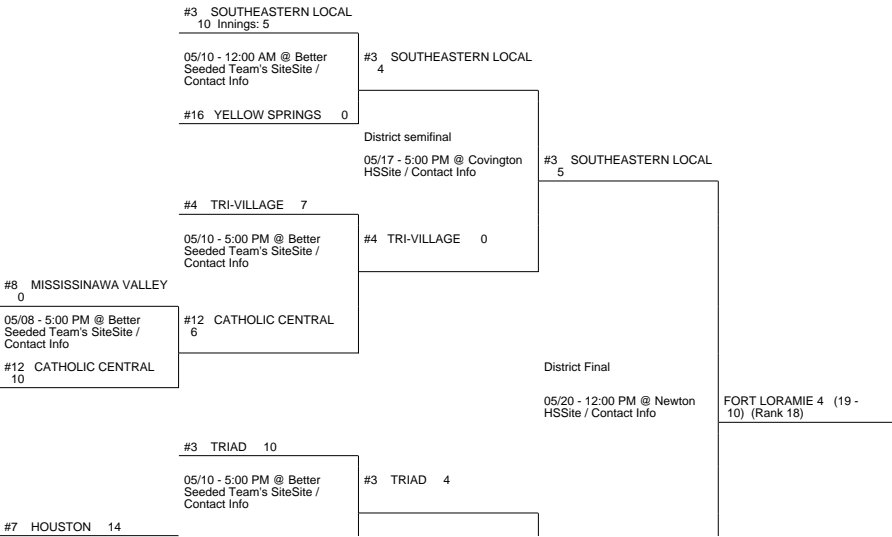 #3 SOUTHEASTERN LOCAL
10 Innings: 5
05/10 - 12:00 AM @ Better
Seeded Team's SiteSite /
Contact Info
#16 YELLOW SPRINGS 0
#3 SOUTHEASTERN LOCAL
4
District semifinal
05/17 - 5:00 PM @ Covington
HSSite / Contact Info
#3 SOUTHEASTERN LOCAL
5
#4 TRI-VILLAGE 7
05/10 - 5:00 PM @ Better
Seeded Team's SiteSite /
Contact Info
#4 TRI-VILLAGE 0
#8 MISSISSINAWA VALLEY
0
05/08 - 5:00 PM @ Better
Seeded Team's SiteSite /
Contact Info
#12 CATHOLIC CENTRAL
10
#12 CATHOLIC CENTRAL
6
District Final
05/20 - 12:00 PM @ Newton
HSSite / Contact Info
FORT LORAMIE 4 (19 -
10) (Rank 18)
#3 TRIAD 10
05/10 - 5:00 PM @ Better
Seeded Team's SiteSite /
Contact Info
#3 TRIAD 4
#7 HOUSTON 14